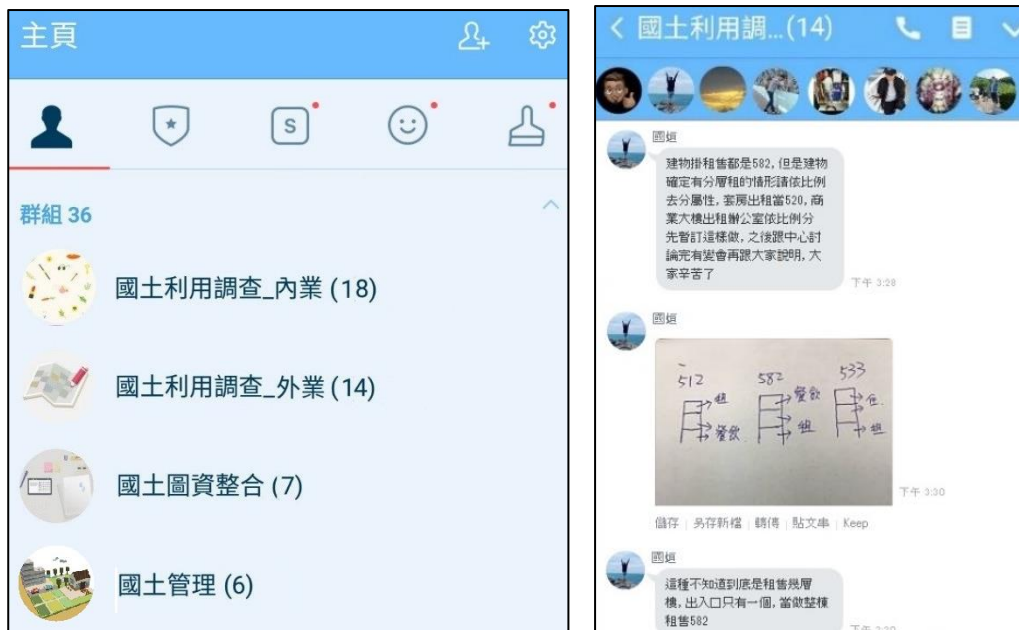 主頁
S
群組 36
國土利用調查_內業 (18)
國土利用調查_外業 (14)
國土圖資整合 (7)
國土管理 (6)
國土利用調...(14)
國烜
建物掛租售都是582, 但是建物
確定有分層租的情形請依比例
去分屬性, 套房出租當520, 商
業大樓出租辦公室依比例分
先暫訂這樣做, 之後跟中心討
論完有變會再跟大家說明, 大
家辛苦了
下午 3:28
國烜
512 582 533
租 餐飲 住
餐飲 租 租
下午 3:30
儲存 | 另存新檔 | 轉傳 | 貼文串 | Keep
國烜
這種不知道到底是租售幾層
樓, 出入口只有一個, 當做整棟
租售582
下午 3:30